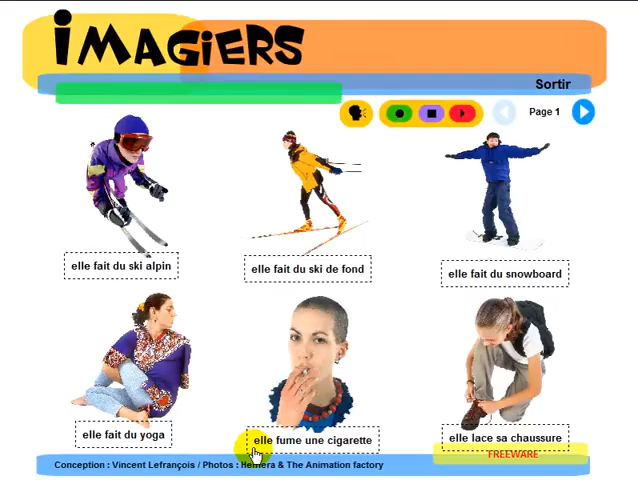 iMAGiERS
Sortir
Page 1
elle fait du ski alpin
elle fait du ski de fond
elle fait du snowboard
elle fait du yoga
elle fume une cigarette
elle lace sa chaussure
FREEWARE
Conception : Vincent Lefrançois / Photos : Hemera & The Animation factory